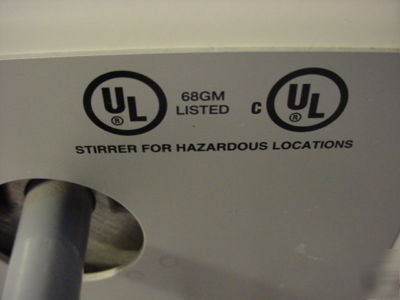 UL® 68GM LISTED c UL®
STIRRER FOR HAZARDOUS LOCATIONS